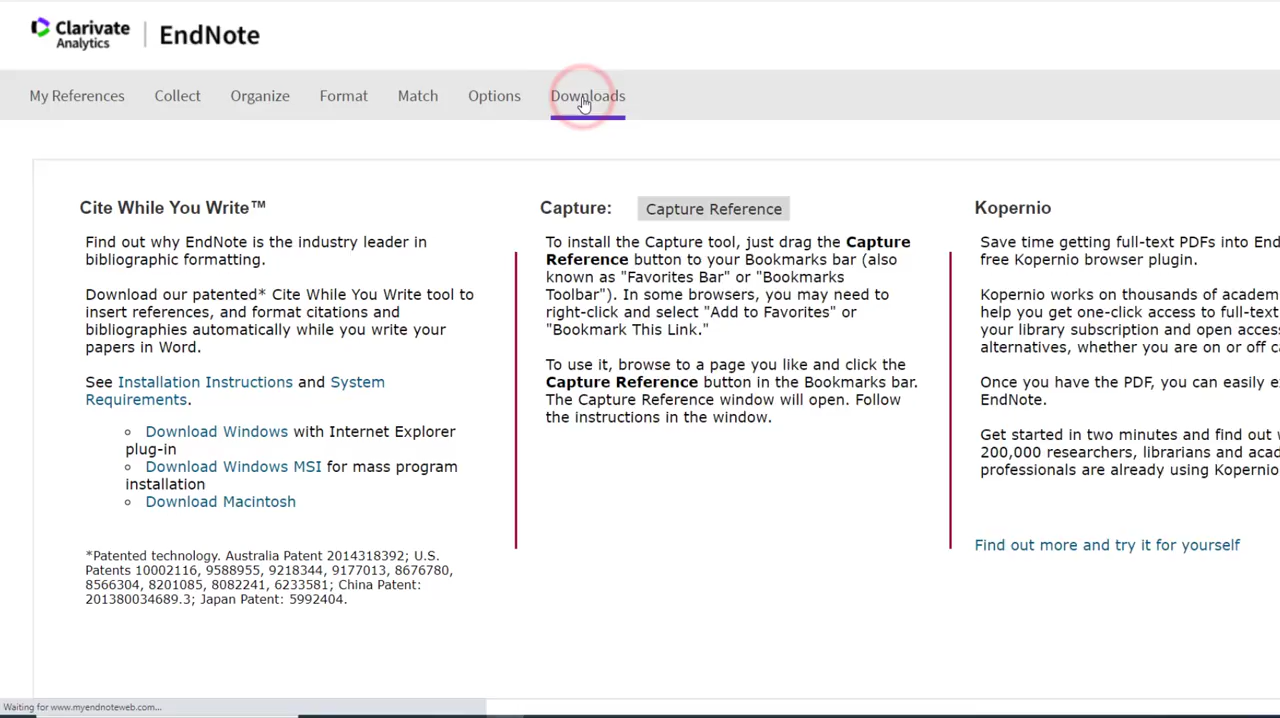 Clarivate
Analytics
EndNote
My References Collect Organize Format Match Options Downloads
Cite While You Write™
Find out why EndNote is the industry leader in
bibliographic formatting.
Download our patented* Cite While You Write tool to
insert references, and format citations and
bibliographies automatically while you write your
papers in Word.
See Installation Instructions and System
Requirements.
Download Windows with Internet Explorer
plug-in
Download Windows MSI for mass program
installation
Download Macintosh
*Patented technology. Australia Patent 2014318392; U.S.
Patents 10002116, 9588955, 9218344, 9177013, 8676780,
8566304, 8201085, 8082241, 6233581; China Patent:
201380034689.3; Japan Patent: 5992404.
Capture: Capture Reference
To install the Capture tool, just drag the Capture
Reference button to your Bookmarks bar (also
known as "Favorites Bar" or "Bookmarks
Toolbar"). In some browsers, you may need to
right-click and select "Add to Favorites" or
"Bookmark This Link."
To use it, browse to a page you like and click the
Capture Reference button in the Bookmarks bar.
The Capture Reference window will open. Follow
the instructions in the window.
Kopernio
Save time getting full-text PDFs into End
free Kopernio browser plugin.
Kopernio works on thousands of academ
help you get one-click access to full-text
your library subscription and open access
alternatives, whether you are on or off ca
Once you have the PDF, you can easily ex
EndNote.
Get started in two minutes and find out w
200,000 researchers, librarians and acad
professionals are already using Kopernio
Find out more and try it for yourself
Waiting for www.myendnoteweb.com...